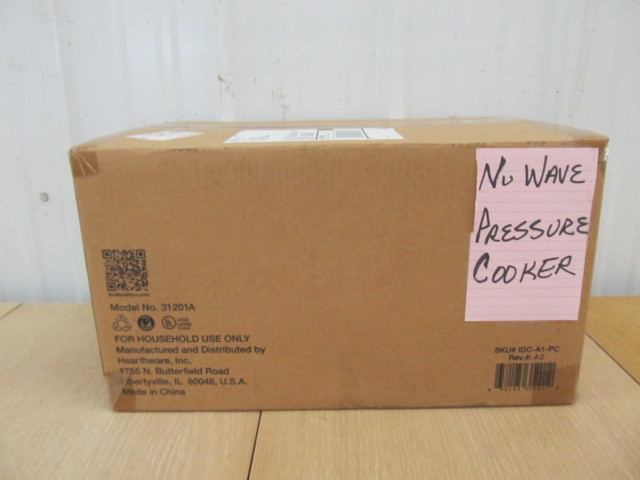 NU WAVE
PRESSURE
COOKER
Model No. 31201A
FOR HOUSEHOLD USE ONLY
Manufactured and Distributed by
Hearthware, Inc.
1755 N. Butterfield Road
Libertyville, IL 60048, U.S.A.
Made in China
SKU# IDC-A1-PC
Rev.#: A2